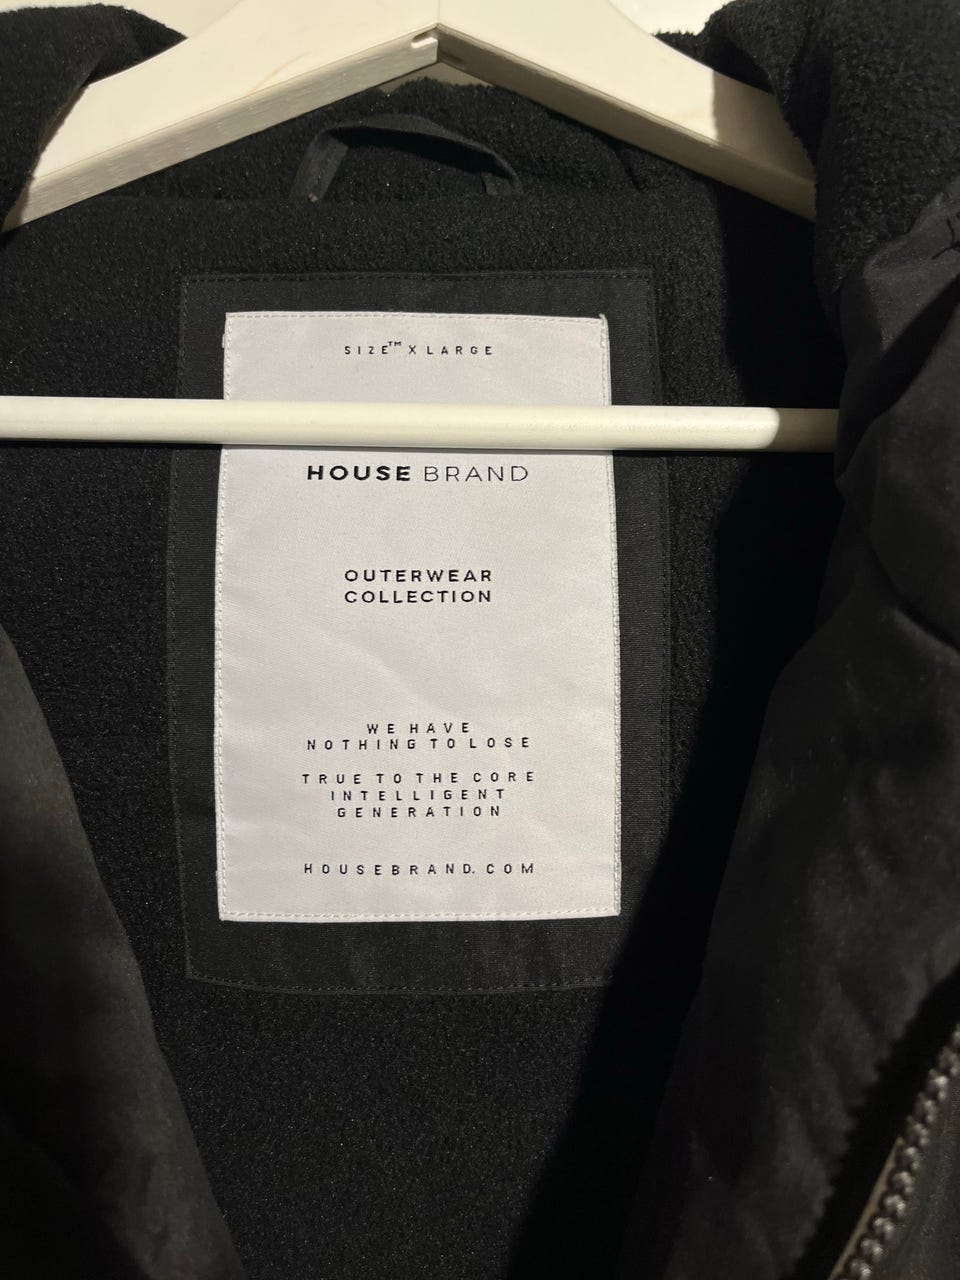 SIZE™ X LARGE
HOUSE BRAND
OUTERWEAR
COLLECTION
WE HAVE
NOTHING TO LOSE
TRUE TO THE CORE
INTELLIGENT
GENERATION
HOUSEBRAND.COM